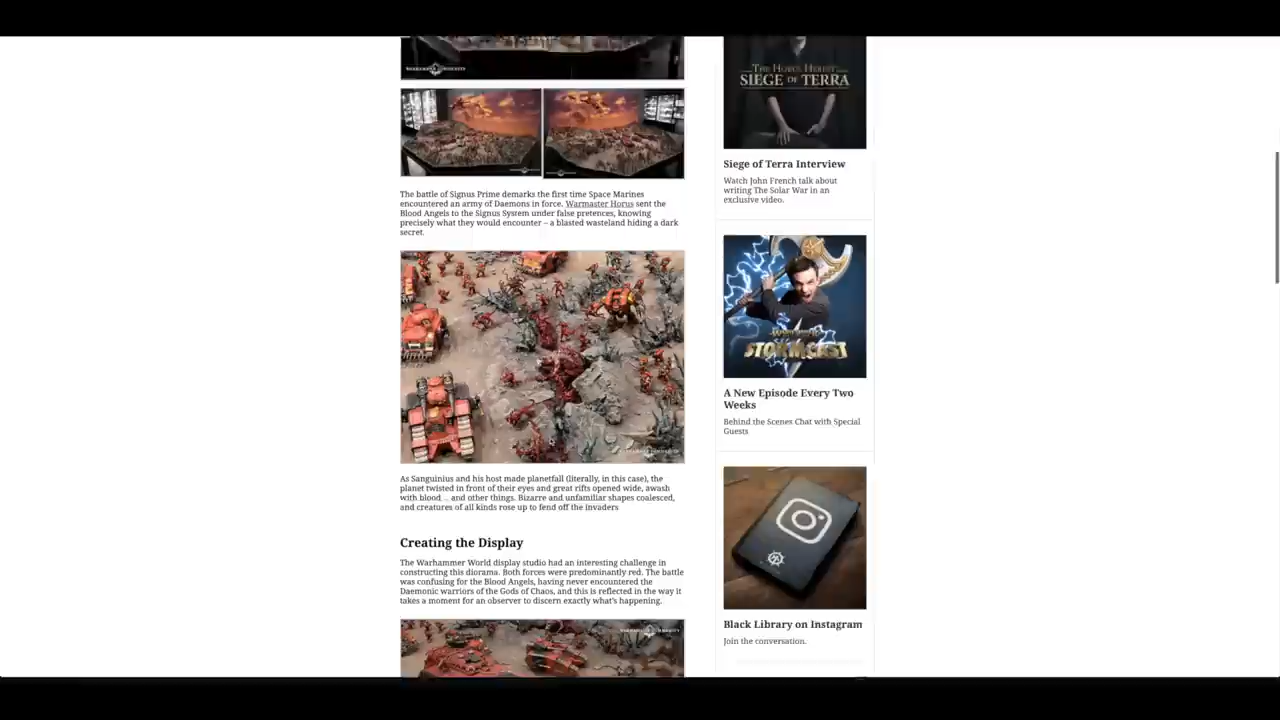 WARHAMMER COMMUNITY
The battle of Signus Prime demarks the first time Space Marines
encountered an army of Daemons in force. Warmaster Horus sent the
Blood Angels to the Signus System under false pretences, knowing
precisely what they would encounter – a blasted wasteland hiding a dark
secret.
As Sanguinius and his host made planetfall (literally, in this case), the
planet twisted in front of their eyes and great rifts opened wide, awash
with blood… and other things. Bizarre and unfamiliar shapes coalesced,
and creatures of all kinds rose up to fend off the invaders
Creating the Display
The Warhammer World display studio had an interesting challenge in
constructing this diorama. Both forces were predominantly red. The battle
was confusing for the Blood Angels, having never encountered the
Daemonic warriors of the Gods of Chaos, and this is reflected in the way it
takes a moment for an observer to discern exactly what's happening.
WARHAMMER COMMUNITY
THE HORUS HERESY
SIEGE OF TERRA
Siege of Terra Interview
Watch John French talk about
writing The Solar War in an
exclusive video.
STORMCAST
A New Episode Every Two
Weeks
Behind the Scenes Chat with Special
Guests
Black Library on Instagram
Join the conversation.